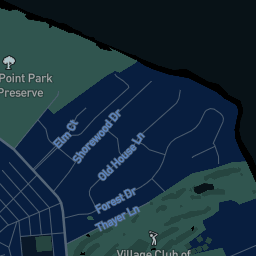 Point Park
Preserve
Elm Ct
Shorewood Dr
Old House Ln
Forest Dr
Thayer Ln
Village Club of